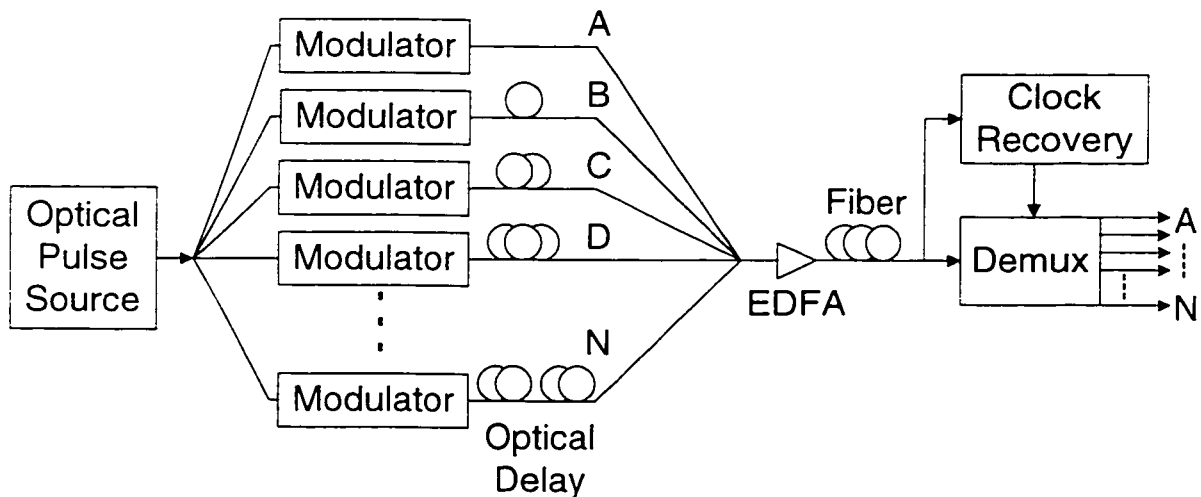 Modulator
A
Modulator
B
Modulator
C
Modulator
D
Modulator
N
Optical
Delay
Optical
Pulse
Source
EDFA
Fiber
Clock
Recovery
Demux
A
N